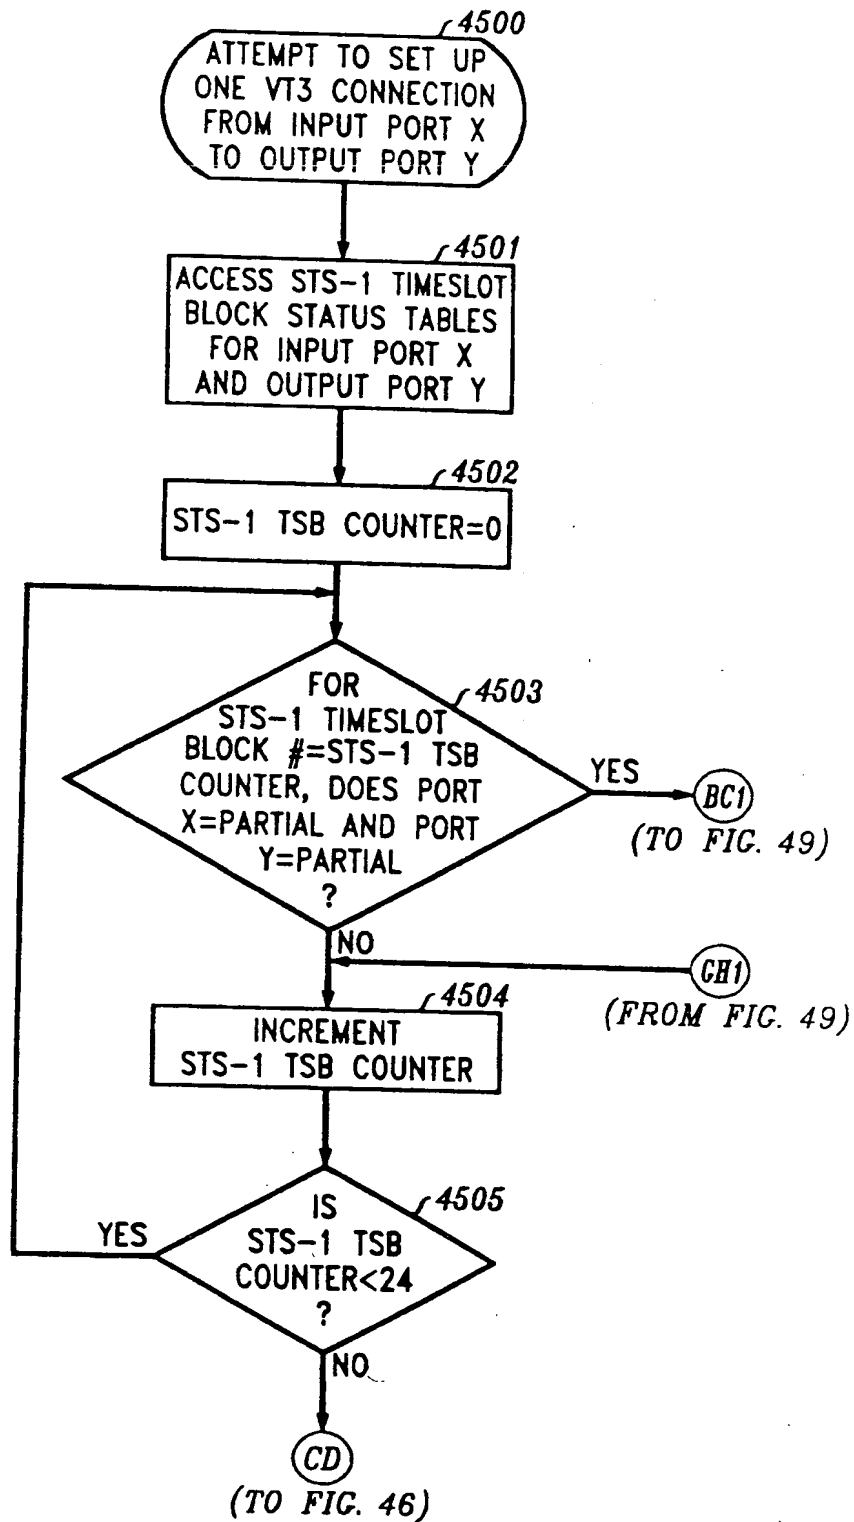 4500
ATTEMPT TO SET UP
ONE VT3 CONNECTION
FROM INPUT PORT X
TO OUTPUT PORT Y
4501
ACCESS STS-1 TIMESLOT
BLOCK STATUS TABLES
FOR INPUT PORT X
AND OUTPUT PORT Y
4502
STS-1 TSB COUNTER=0
4503
FOR
STS-1 TIMESLOT
BLOCK #=STS-1 TSB
COUNTER, DOES PORT
X=PARTIAL AND PORT
Y=PARTIAL
?
YES
BC1
(TO FIG. 49)
NO
GH1
(FROM FIG. 49)
4504
INCREMENT
STS-1 TSB COUNTER
4505
IS
STS-1 TSB
COUNTER<24
?
YES
NO
CD
(TO FIG. 46)